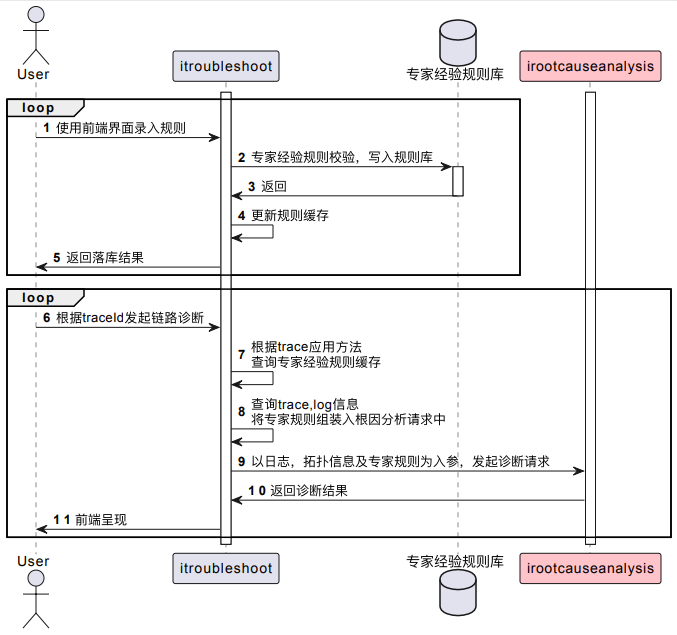 User
itroubleshoot
专家经验规则库
irootcauseanalysis
loop
1 使用前端界面录入规则
2 专家经验规则校验，写入规则库
3 返回
4 更新规则缓存
5 返回落库结果
loop
6 根据traceId发起链路诊断
7 根据trace应用方法
查询专家经验规则缓存
8 查询trace,log信息
将专家规则组装入根因分析请求中
9 以日志，拓扑信息及专家规则为入参，发起诊断请求
10 返回诊断结果
11 前端呈现
User
itroubleshoot
专家经验规则库
irootcauseanalysis